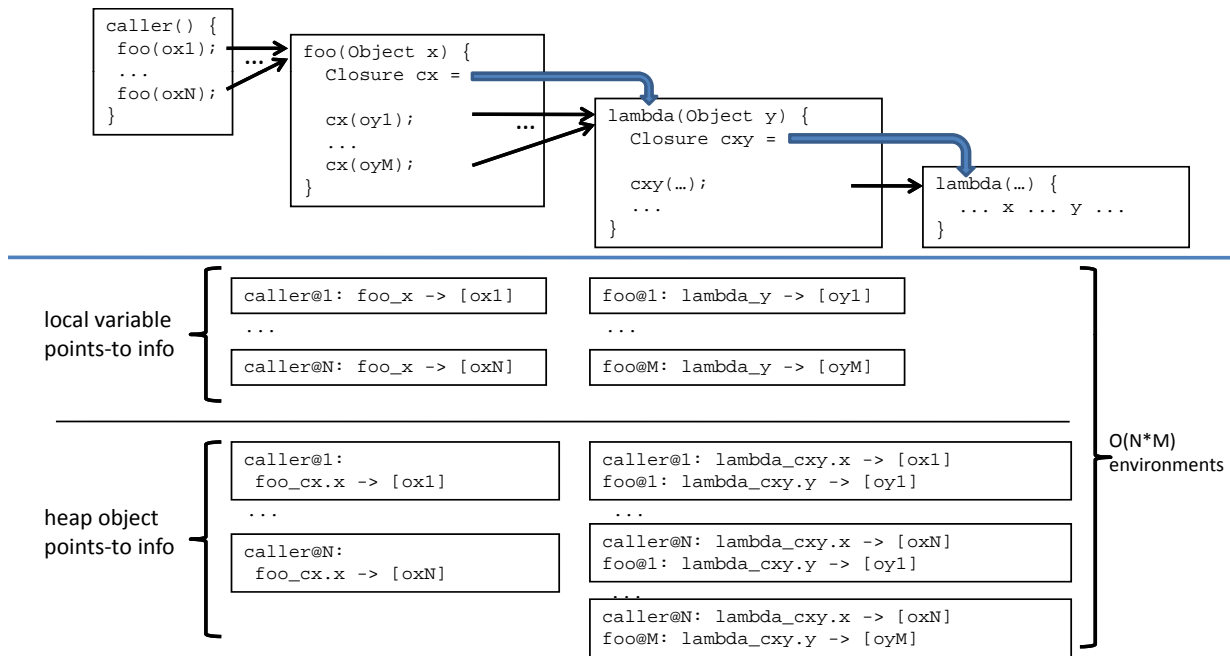 caller() {
foo(ox1);
...
foo(oxN);
}
...
foo(Object x) {
Closure cx =
cx(oy1);
...
cx(oyM);
}
...
lambda(Object y) {
Closure cxy =
cxy(…);
...
}
lambda(…) {
... x ... y ...
}
local variable
points-to info
caller@1: foo_x -> [ox1]
...
caller@N: foo_x -> [oxN]
foo@1: lambda_y -> [oy1]
...
foo@M: lambda_y -> [oyM]
heap object
points-to info
caller@1:
foo_cx.x -> [ox1]
...
caller@N:
foo_cx.x -> [oxN]
caller@1: lambda_cxy.x -> [ox1]
foo@1: lambda_cxy.y -> [oy1]
...
caller@N: lambda_cxy.x -> [oxN]
foo@1: lambda_cxy.y -> [oy1]
...
caller@N: lambda_cxy.x -> [oxN]
foo@M: lambda_cxy.y -> [oyM]
O(N*M)
environments